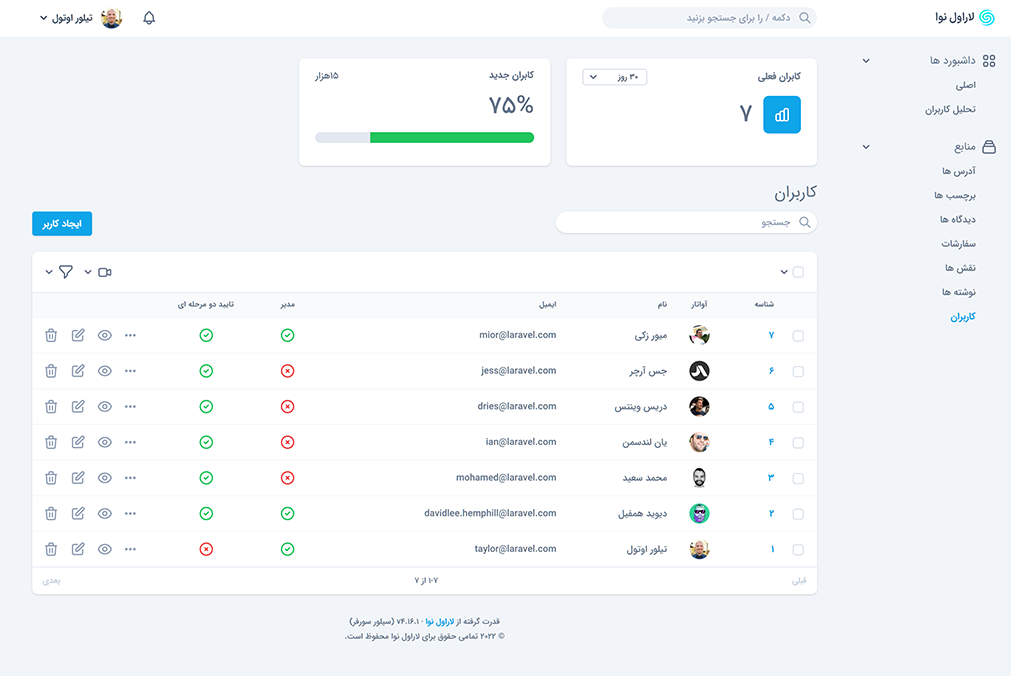 لاراول نوا
دکمه / را برای جستجو بزنید
تیلور اوتول
داشبورد ها
اصلی
تحلیل کاربران
منابع
آدرس ها
برچسب ها
دیدگاه ها
سفارشات
نقش ها
نوشته ها
کاربران
کابران فعلی
۳۰ روز
۷
کابران جدید
۱۵هزار
۷۵%
کاربران
جستجو
ایجاد کاربر
شناسه آواتار نام ایمیل مدیر تایید دو مرحله ای
۷ میور زکی mior@laravel.com
۶ جس آرچر jess@laravel.com
۵ دریس وینتس dries@laravel.com
۴ یان لندسمن ian@laravel.com
۳ محمد سعید mohamed@laravel.com
۲ دیوید همفیل davidlee.hemphill@laravel.com
۱ تیلور اوتول taylor@laravel.com
قبلی ۱-۷ از ۷ بعدی
قدرت گرفته از لاراول نوا · v۴.۱۶.۱ (سیلور سورفر)
© ۲۰۲۲ تمامی حقوق برای لاراول نوا محفوظ است.